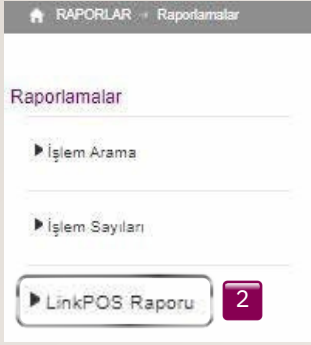 RAPORLAR → Raporlamalar
Raporlamalar
İşlem Arama
İşlem Sayıları
LinkPOS Raporu 2